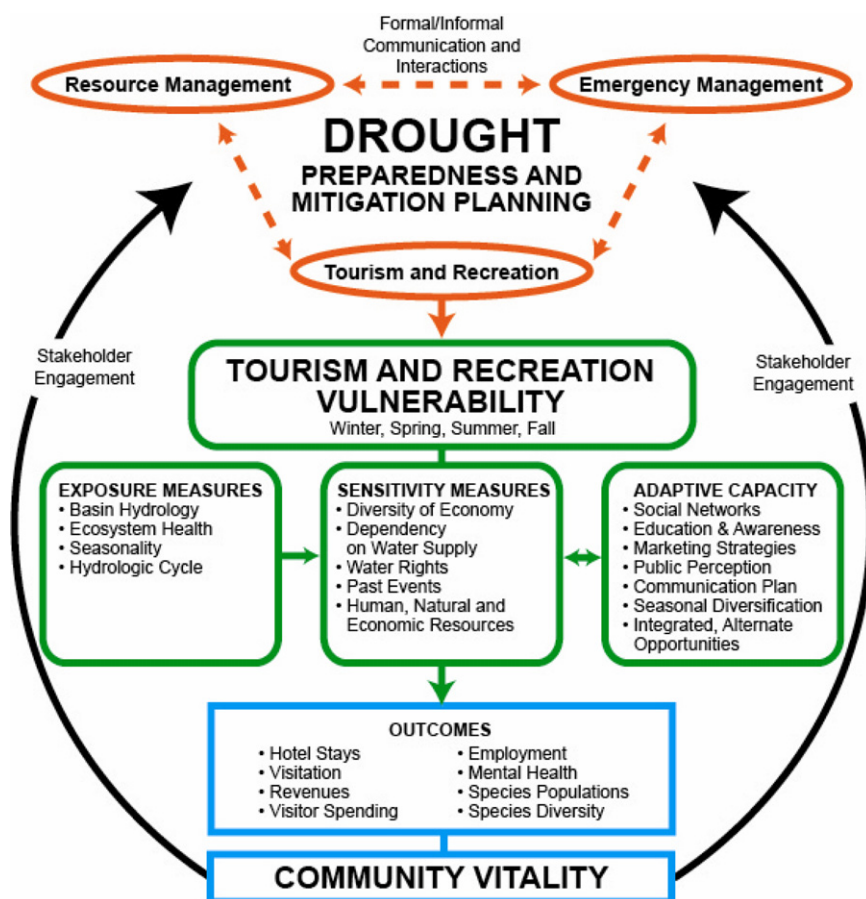 Formal/Informal
Communication and
Interactions
Resource Management
Emergency Management
DROUGHT
PREPAREDNESS AND
MITIGATION PLANNING
Tourism and Recreation
Stakeholder
Engagement
Stakeholder
Engagement
TOURISM AND RECREATION
VULNERABILITY
Winter, Spring, Summer, Fall
EXPOSURE MEASURES
• Basin Hydrology
• Ecosystem Health
• Seasonality
• Hydrologic Cycle
SENSITIVITY MEASURES
• Diversity of Economy
• Dependency
on Water Supply
• Water Rights
• Past Events
• Human, Natural and
Economic Resources
ADAPTIVE CAPACITY
• Social Networks
• Education & Awareness
• Marketing Strategies
• Public Perception
• Communication Plan
• Seasonal Diversification
• Integrated, Alternate
Opportunities
OUTCOMES
• Hotel Stays
• Visitation
• Revenues
• Visitor Spending
• Employment
• Mental Health
• Species Populations
• Species Diversity
COMMUNITY VITALITY